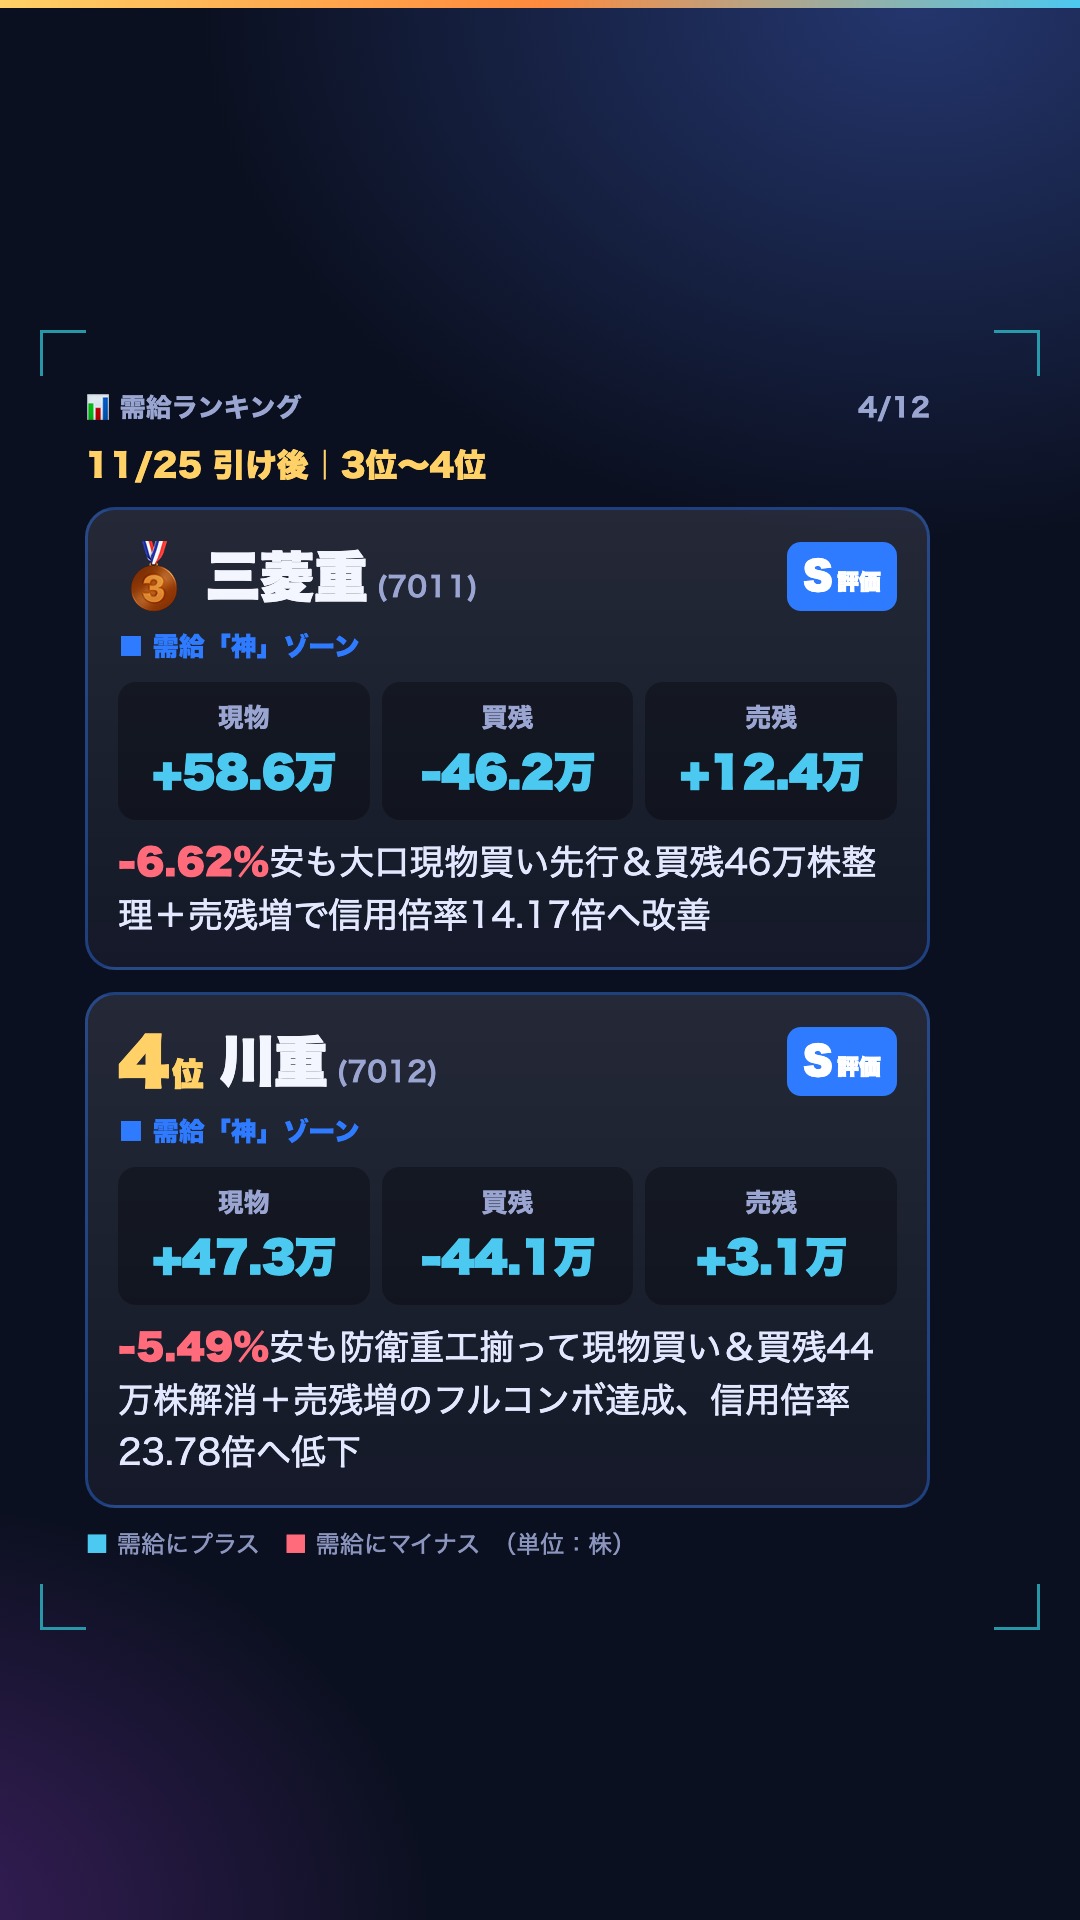 📊 需給ランキング 4/12
11/25 引け後｜3位〜4位
3 三菱重 (7011) S評価
■ 需給「神」ゾーン
現物 買残 売残
+58.6万 -46.2万 +12.4万
-6.62%安も大口現物買い先行＆買残46万株整
理＋売残増で信用倍率14.17倍へ改善
4位 川重 (7012) S評価
■ 需給「神」ゾーン
現物 買残 売残
+47.3万 -44.1万 +3.1万
-5.49%安も防衛重工揃って現物買い＆買残44
万株解消＋売残増のフルコンボ達成、信用倍率
23.78倍へ低下
■ 需給にプラス ■ 需給にマイナス （単位：株）